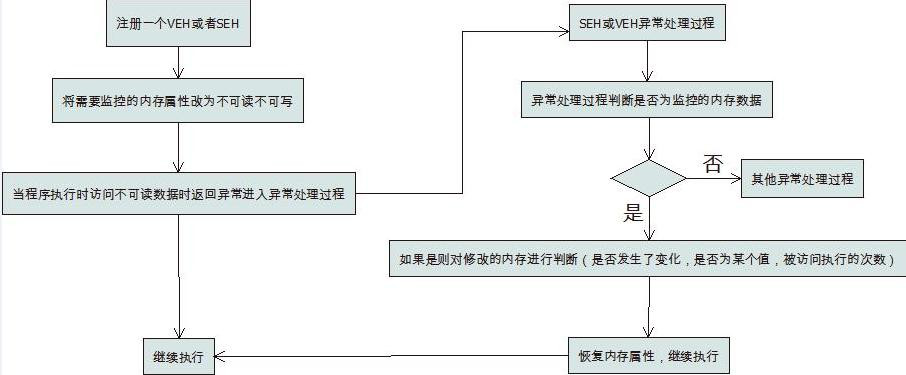 注册一个VEH或者SEH
将需要监控的内存属性改为不可读不可写
当程序执行时访问不可读数据时返回异常进入异常处理过程
继续执行
SEH或VEH异常处理过程
异常处理过程判断是否为监控的内存数据
否
其他异常处理过程
是
如果是则对修改的内存进行判断（是否发生了变化，是否为某个值，被访问执行的次数）
恢复内存属性，继续执行